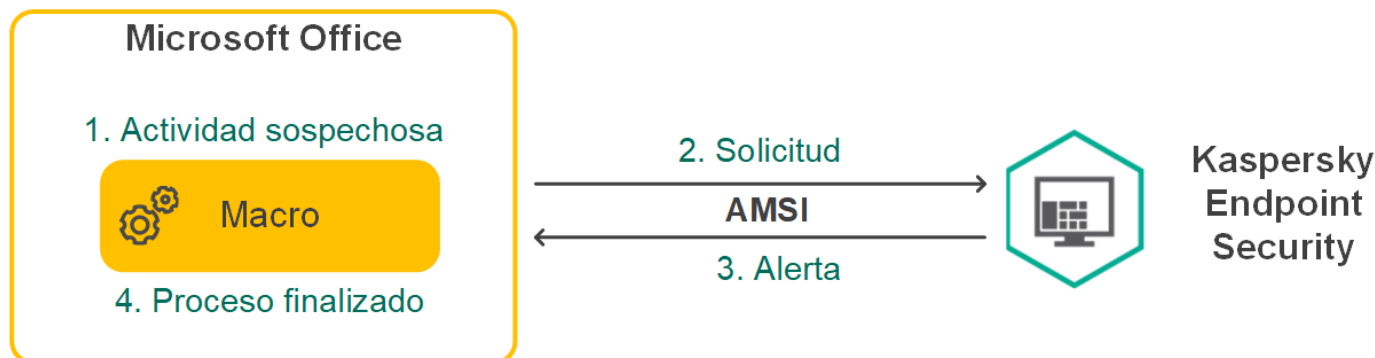 Microsoft Office
1. Actividad sospechosa
Macro
4. Proceso finalizado
2. Solicitud
AMSI
3. Alerta
Kaspersky
Endpoint
Security